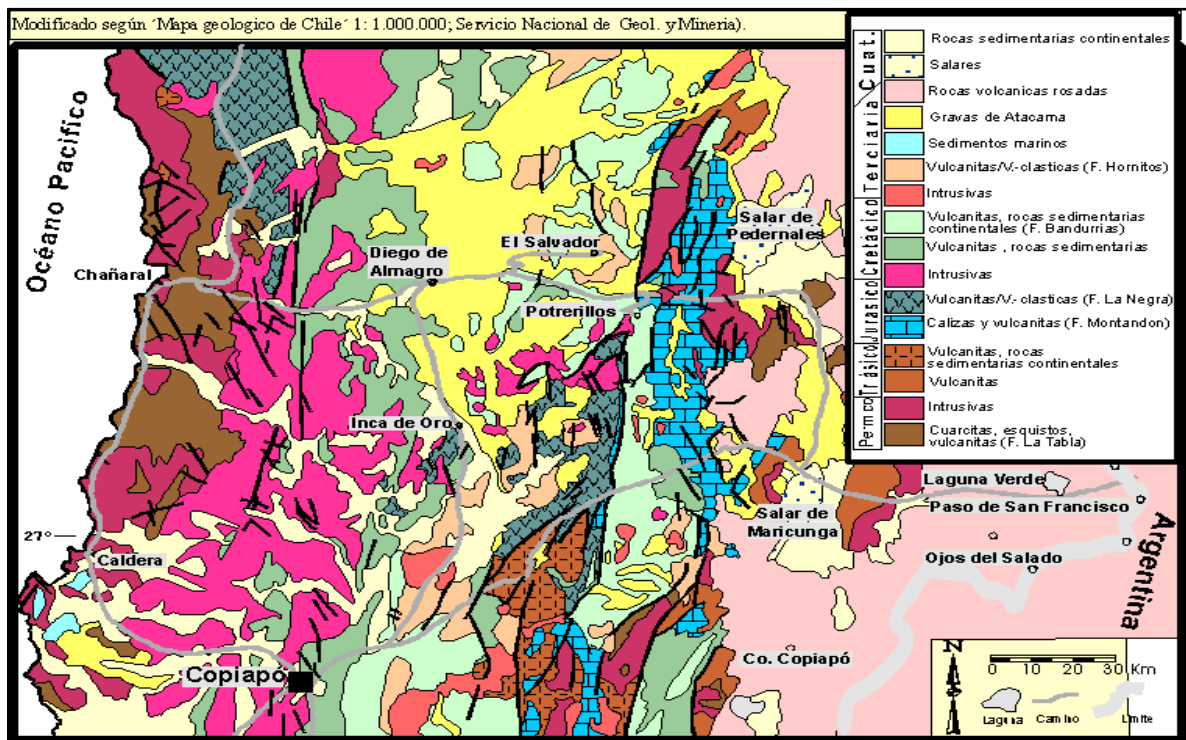 Modificado según ´Mapa geologico de Chile´ 1: 1.000.000; Servicio Nacional de Geol. y Mineria).
Cuat.
Terciaria
Cretácico
Jurasico
Triásico
Permico
Rocas sedimentarias continentales
Salares
Rocas volcanicas rosadas
Gravas de Atacama
Sedimentos marinos
Vulcanitas/V.-clasticas (F. Hornitos)
Intrusivas
Vulcanitas, rocas sedimentarias
continentales (F. Bandurrias)
Vulcanitas , rocas sedimentarias
Intrusivas
Vulcanitas/V.-clasticas (F. La Negra)
Calizas y vulcanitas (F. Montandon)
Vulcanitas, rocas
sedimentarias continentales
Vulcanitas
Intrusivas
Cuarcitas, esquistos,
vulcanitas (F. La Tabla)
Océano Pacífico
Chañaral
Diego de
Almagro
El Salvador
Potrerillos
Salar de
Pedernales
Inca de Oro
Laguna Verde
Paso de San Francisco
Salar de
Maricunga
27°
Caldera
Ojos del Salado
Argentina
Copiapó
Co. Copiapó
N
S
0 10 20 30 Km
Laguna
Camino
Limite